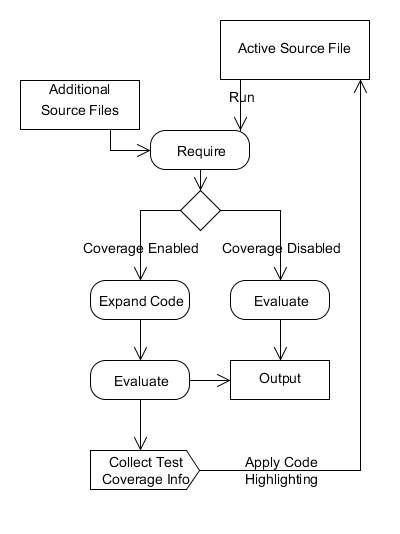 Active Source File
Additional
Source Files
Run
Require
Coverage Enabled
Coverage Disabled
Expand Code
Evaluate
Evaluate
Output
Collect Test
Coverage Info
Apply Code
Highlighting